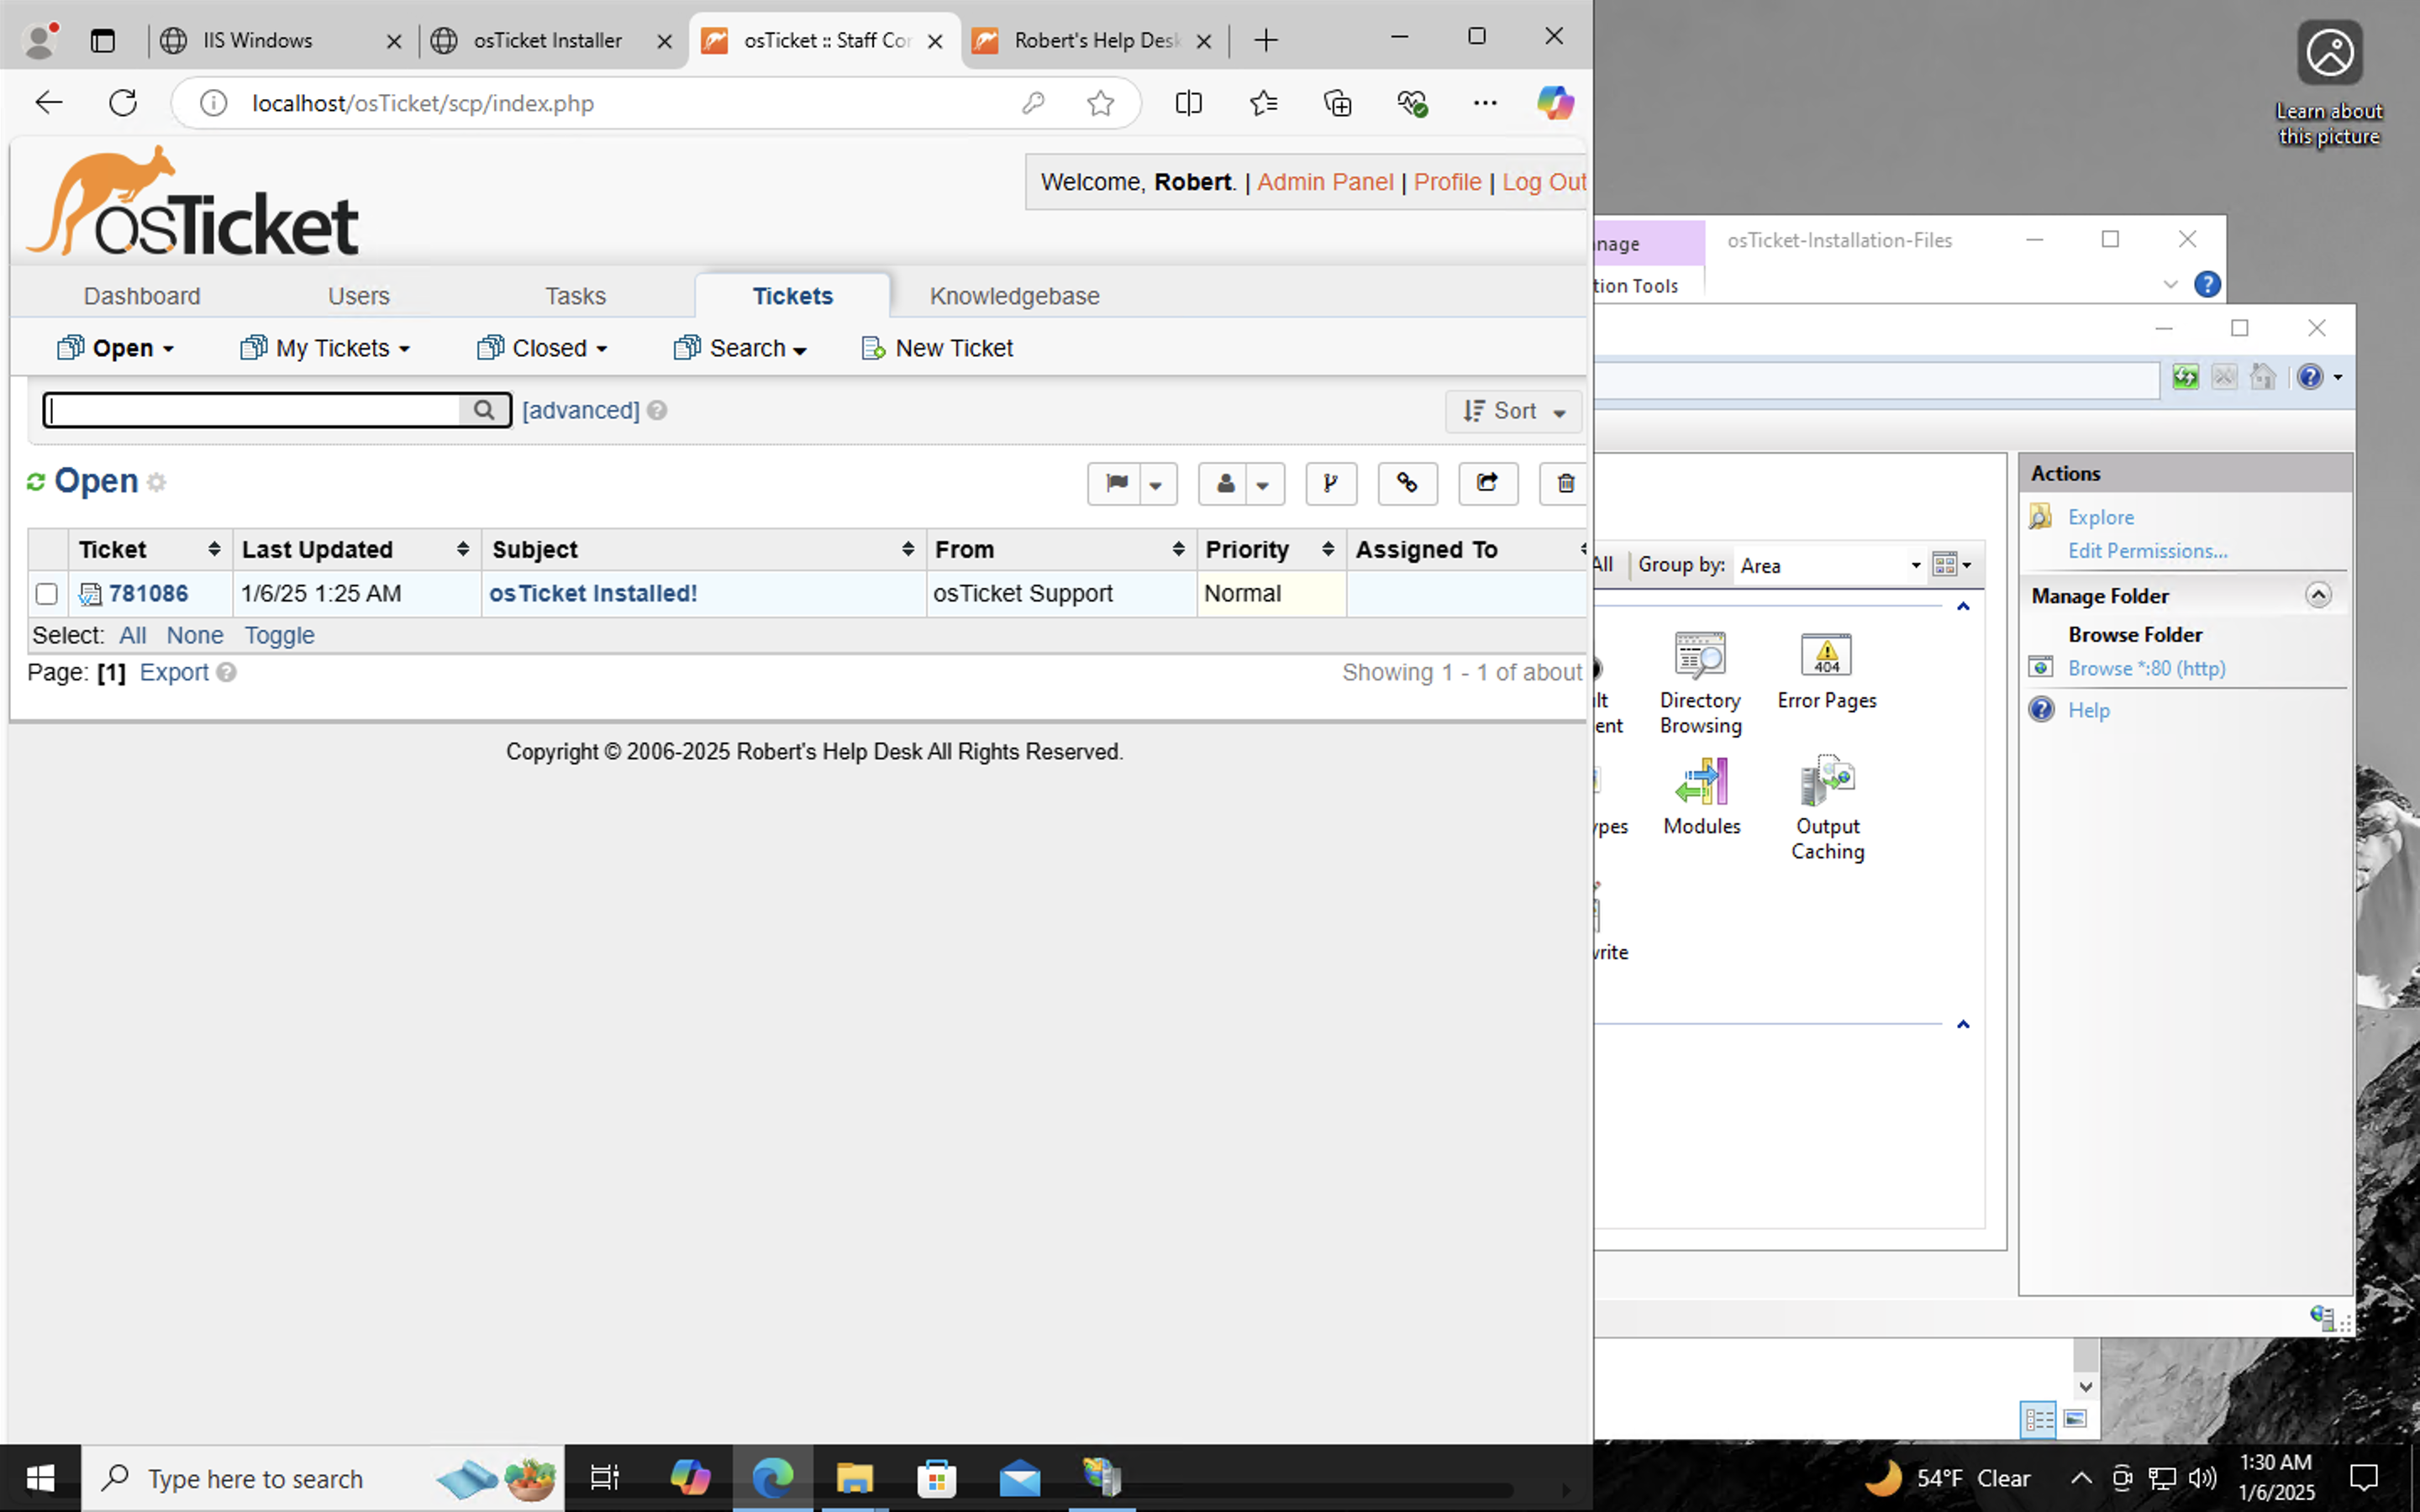 IIS Windows
osTicket Installer
osTicket :: Staff Cor
Robert's Help Desk
localhost/osTicket/scp/index.php
osTicket
Welcome, Robert. | Admin Panel | Profile | Log Out
Dashboard
Users
Tasks
Tickets
Knowledgebase
Open
My Tickets
Closed
Search
New Ticket
[advanced]
Sort
Open
Ticket
Last Updated
Subject
From
Priority
Assigned To
781086
1/6/25 1:25 AM
osTicket Installed!
osTicket Support
Normal
Select: All None Toggle
Page: [1] Export
Showing 1 - 1 of about
Copyright © 2006-2025 Robert's Help Desk All Rights Reserved.
Learn about
this picture
nage
osTicket-Installation-Files
tion Tools
Actions
Explore
Edit Permissions...
Manage Folder
Browse Folder
Browse *:80 (http)
Help
All
Group by:
Area
lt
ent
Directory
Browsing
404
Error Pages
ypes
Modules
Output
Caching
write
Type here to search
54°F Clear
1:30 AM
1/6/2025